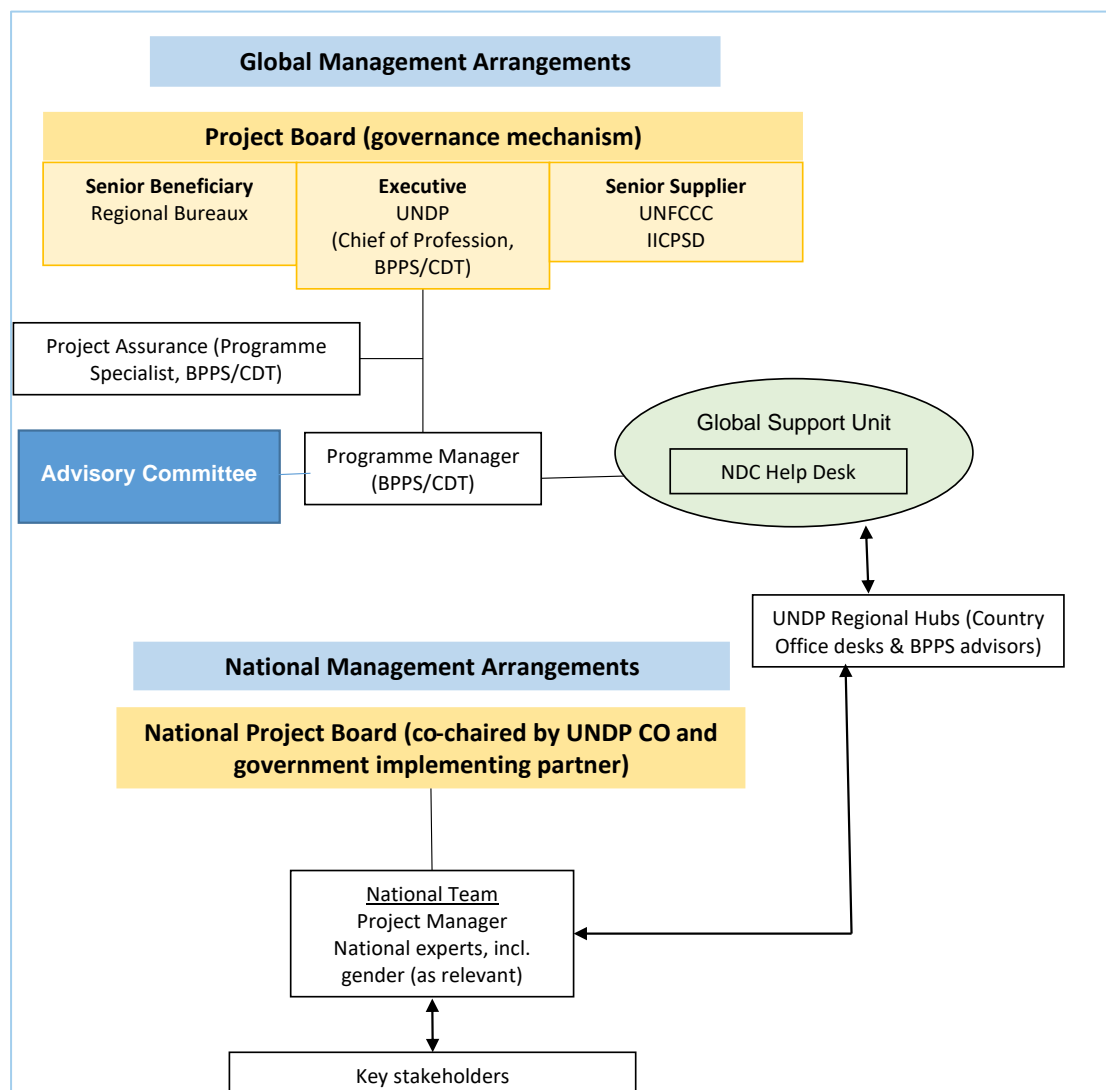 Global Management Arrangements
Project Board (governance mechanism)
Senior Beneficiary
Regional Bureaux
Executive
UNDP
(Chief of Profession,
BPPS/CDT)
Senior Supplier
UNFCCC
IICPSD
Project Assurance (Programme
Specialist, BPPS/CDT)
Advisory Committee
Programme Manager
(BPPS/CDT)
Global Support Unit
NDC Help Desk
UNDP Regional Hubs (Country
Office desks & BPPS advisors)
National Management Arrangements
National Project Board (co-chaired by UNDP CO and
government implementing partner)
National Team
Project Manager
National experts, incl.
gender (as relevant)
Key stakeholders